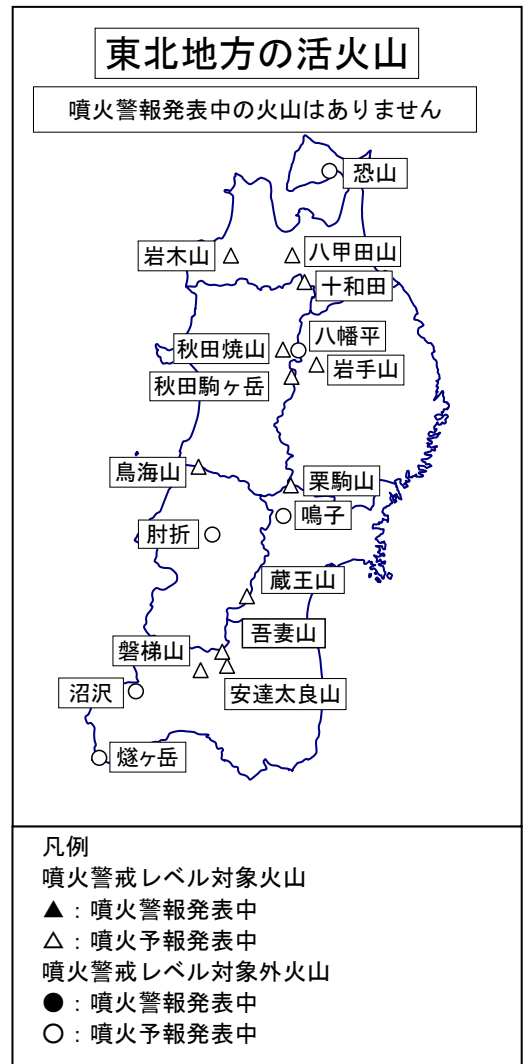 東北地方の活火山
噴火警報発表中の火山はありません
恐山
岩木山
八甲田山
十和田
八幡平
秋田焼山
岩手山
秋田駒ヶ岳
鳥海山
栗駒山
鳴子
肘折
蔵王山
吾妻山
磐梯山
安達太良山
沼沢
燧ヶ岳
凡例
噴火警戒レベル対象火山
▲：噴火警報発表中
△：噴火予報発表中
噴火警戒レベル対象外火山
●：噴火警報発表中
○：噴火予報発表中